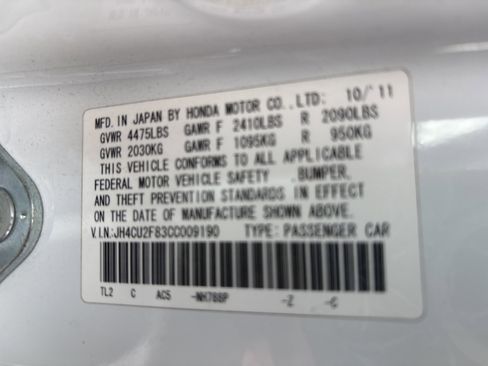 MFD. IN JAPAN BY HONDA MOTOR CO., LTD: 10/'11
GVWR 4475LBS GAWR F 2410LBS R 2090LBS
GVWR 2030KG GAWR F 1095KG R 950KG
THIS VEHICLE CONFORMS TO ALL APPLICABLE
FEDERAL MOTOR VEHICLE SAFETY, BUMPER,
AND THEFT PREVENTION STANDARDS IN EFFECT
ON THE DATE OF MANUFACTURE SHOWN ABOVE.
V.I.N.:JH4CU2F83CC009190 TYPE: PASSENGER CAR
TL2 C AC5 -NH788P -Z -C